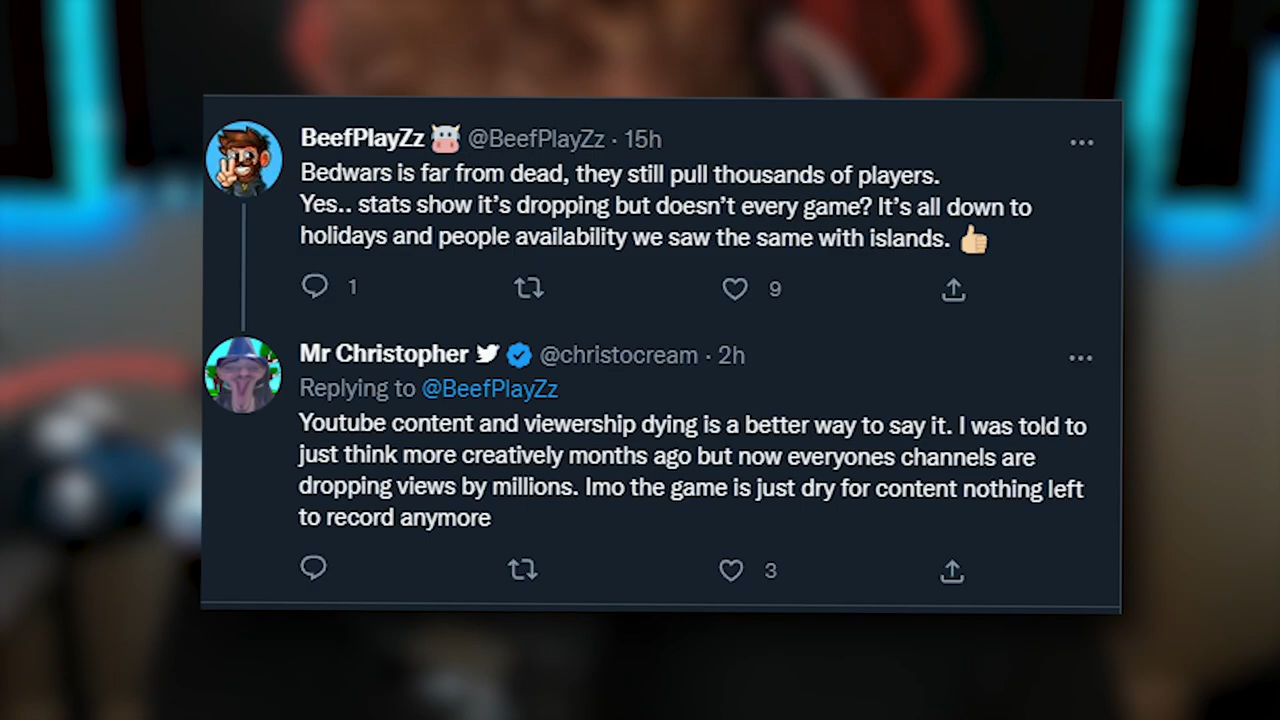 BeefPlayZz 🐮 @BeefPlayZz · 15h
Bedwars is far from dead, they still pull thousands of players.
Yes.. stats show it's dropping but doesn't every game? It's all down to
holidays and people availability we saw the same with islands. 👍🏼
1 9
Mr Christopher @christocream · 2h
Replying to @BeefPlayZz
Youtube content and viewership dying is a better way to say it. I was told to
just think more creatively months ago but now everyones channels are
dropping views by millions. Imo the game is just dry for content nothing left
to record anymore
3